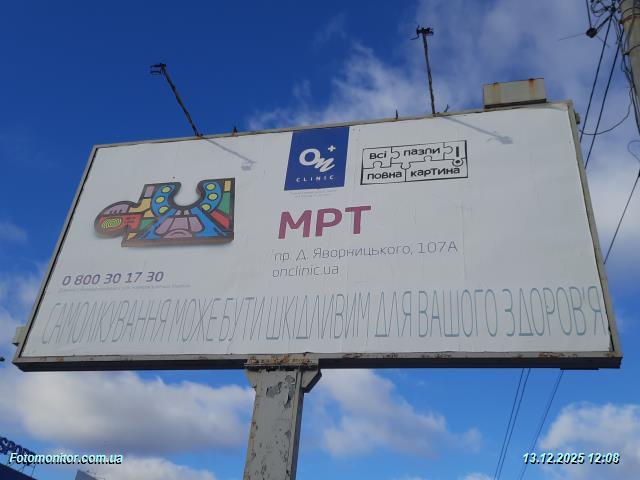 On+
CLINIC
Всі пазли
повна картина!
МРТ
пр. Д. Яворницького, 107А
onclinic.ua
0 800 30 17 30
САМОЛІКУВАННЯ МОЖЕ БУТИ ШКІДЛИВИМ ДЛЯ ВАШОГО ЗДОРОВ'Я
Fotomonitor.com.ua
13.12.2025 12:08